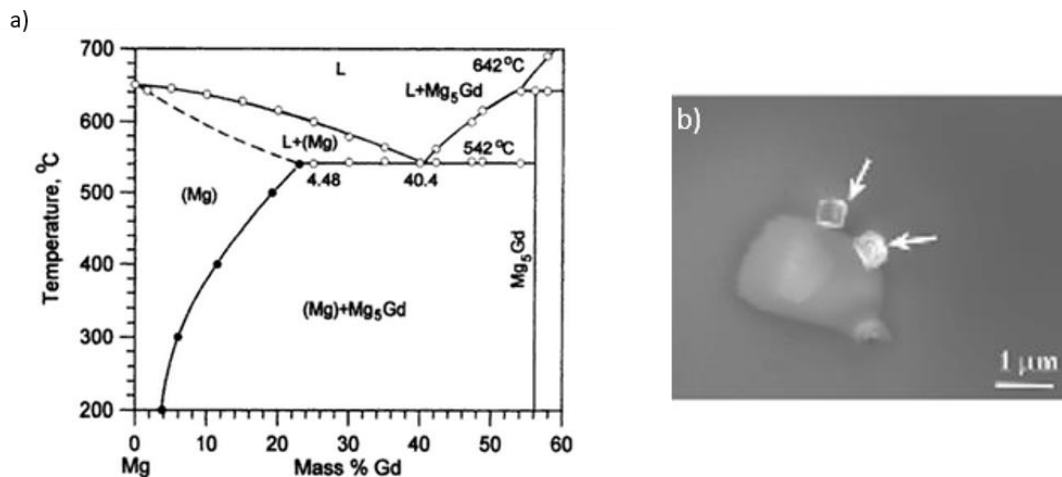 a)
700
600
500
400
300
200
Temperature, °C
L
642°C
L+Mg5Gd
L+(Mg)
542°C
4.48
40.4
(Mg)
(Mg)+Mg5Gd
Mg5Gd
0
10
20
30
40
50
60
Mg
Mass % Gd
b)
1 μm